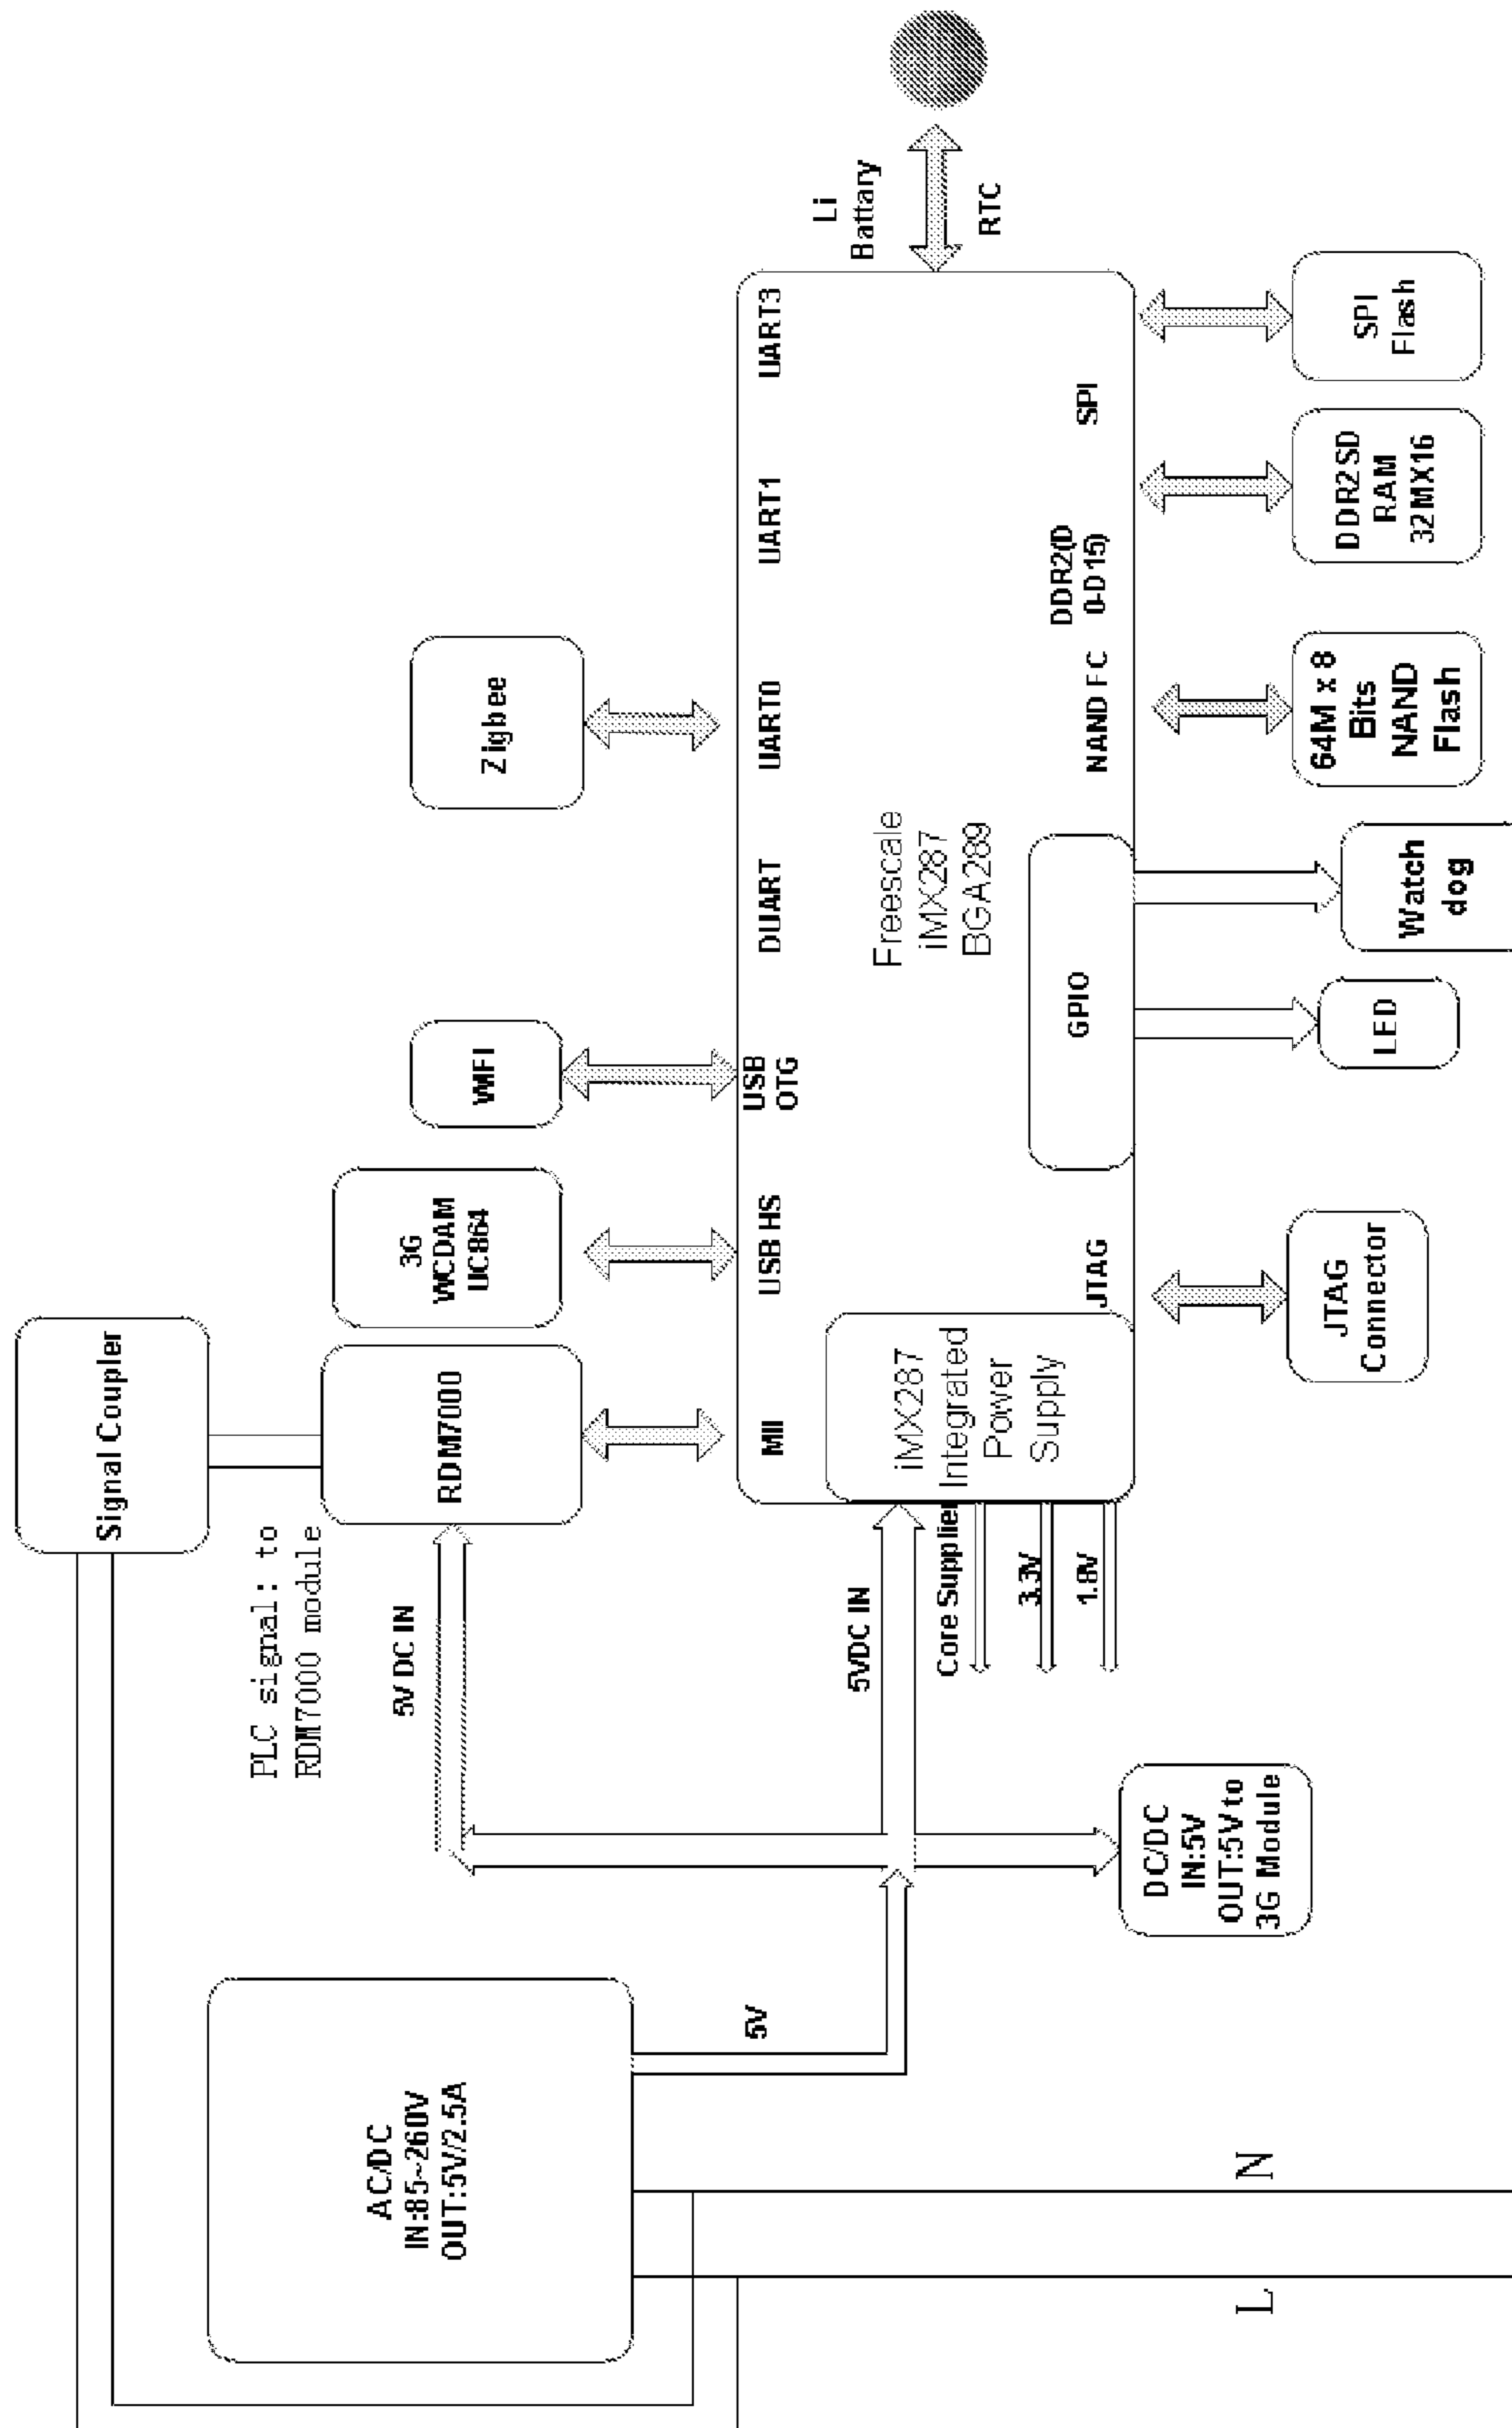 Signal Coupler
PLC signal: to
RDM7000 module
RDM7000
3G
WCDAM
UC864
WIFI
Zigbee
5V DC IN
AC/DC
IN:85~260V
OUT:5V/2.5A
5V
5VDC IN
Core Supplier
3.3V
1.8V
MII
USB HS
USB
OTG
DUART
UART0
UART1
UART3
Li
Battary
RTC
iMX287
Integrated
Power
Supply
Freescale
iMX287
BGA289
JTAG
GPIO
NAND FC
DDR2(D
0-D15)
SPI
DC/DC
IN:5V
OUT:5V to
3G Module
JTAG
Connector
LED
Watch
dog
64M x 8
Bits
NAND
Flash
DDR2SD
RAM
32MX16
SPI
Flash
L
N